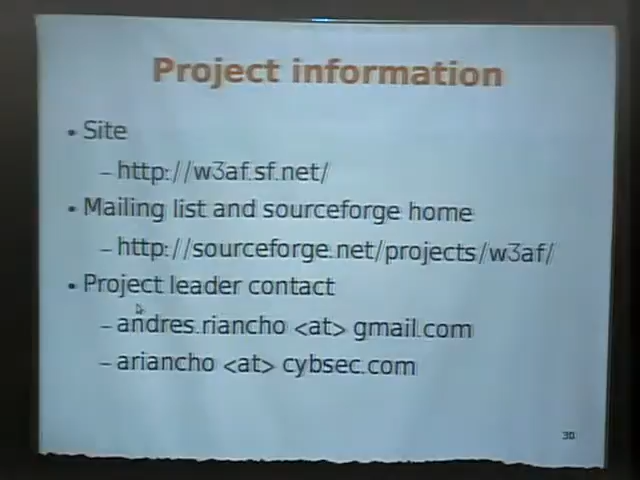 Project information
• Site
– http://w3af.sf.net/
• Mailing list and sourceforge home
– http://sourceforge.net/projects/w3af/
• Project leader contact
– andres.riancho <at> gmail.com
– ariancho <at> cybsec.com
30